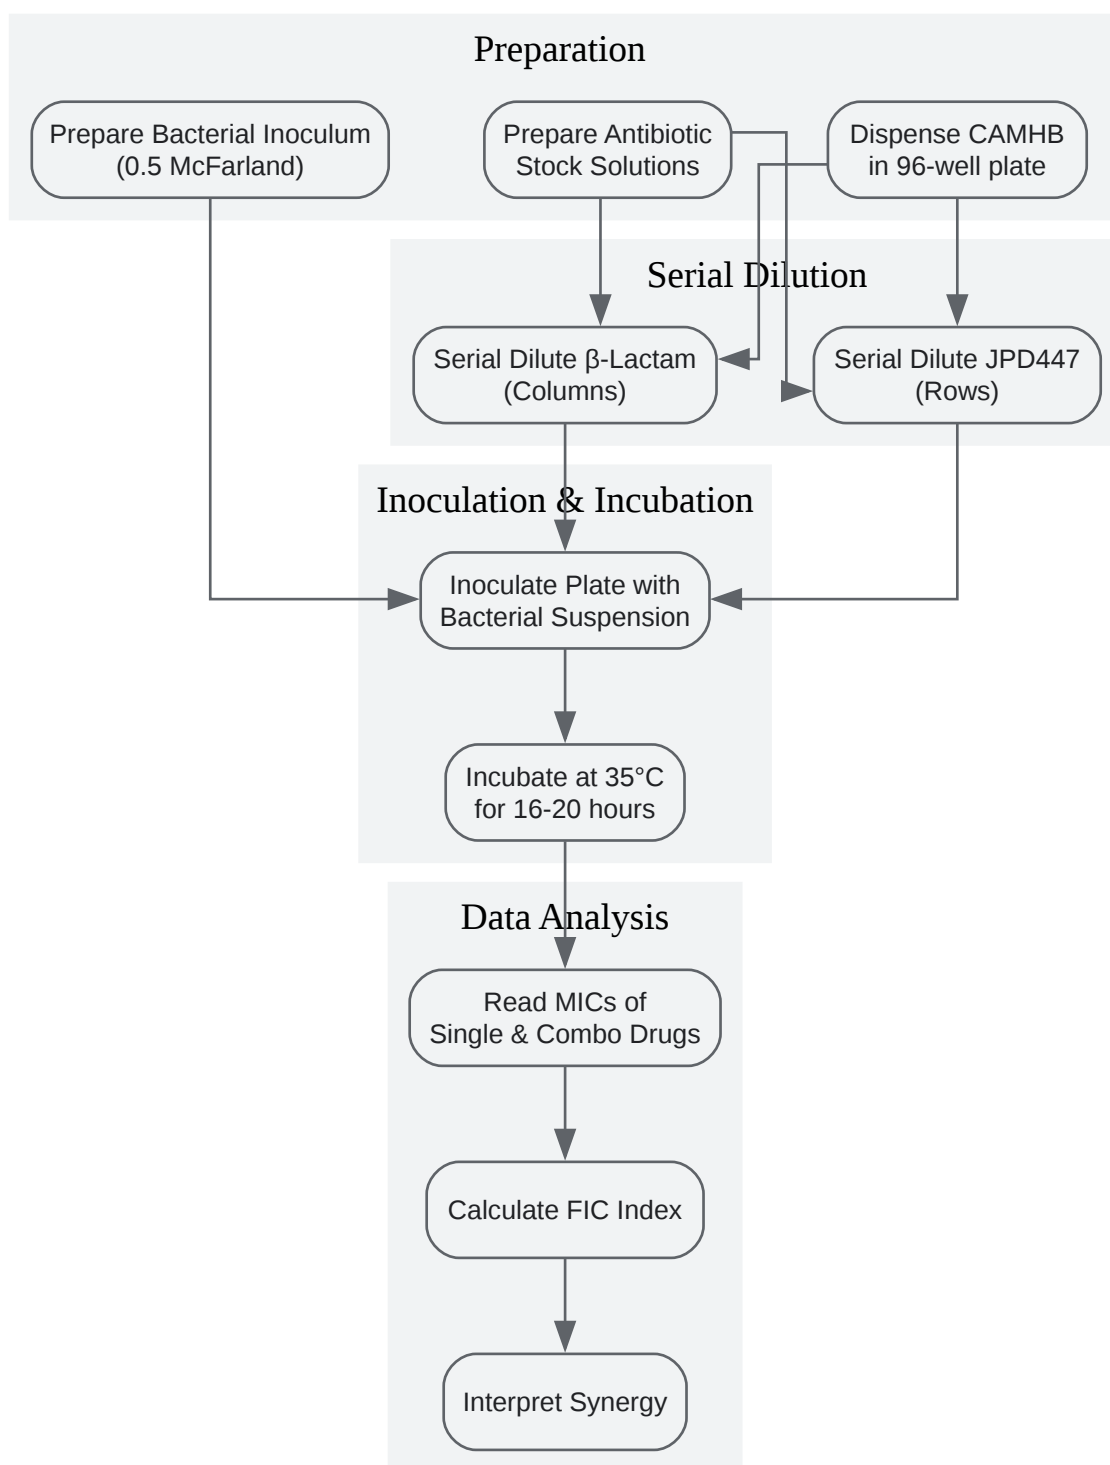 Preparation
Prepare Bacterial Inoculum
(0.5 McFarland)
Prepare Antibiotic
Stock Solutions
Dispense CAMHB
in 96-well plate
Serial Dilution
Serial Dilute β-Lactam
(Columns)
Serial Dilute JPD447
(Rows)
Inoculation & Incubation
Inoculate Plate with
Bacterial Suspension
Incubate at 35°C
for 16-20 hours
Data Analysis
Read MICs of
Single & Combo Drugs
Calculate FIC Index
Interpret Synergy